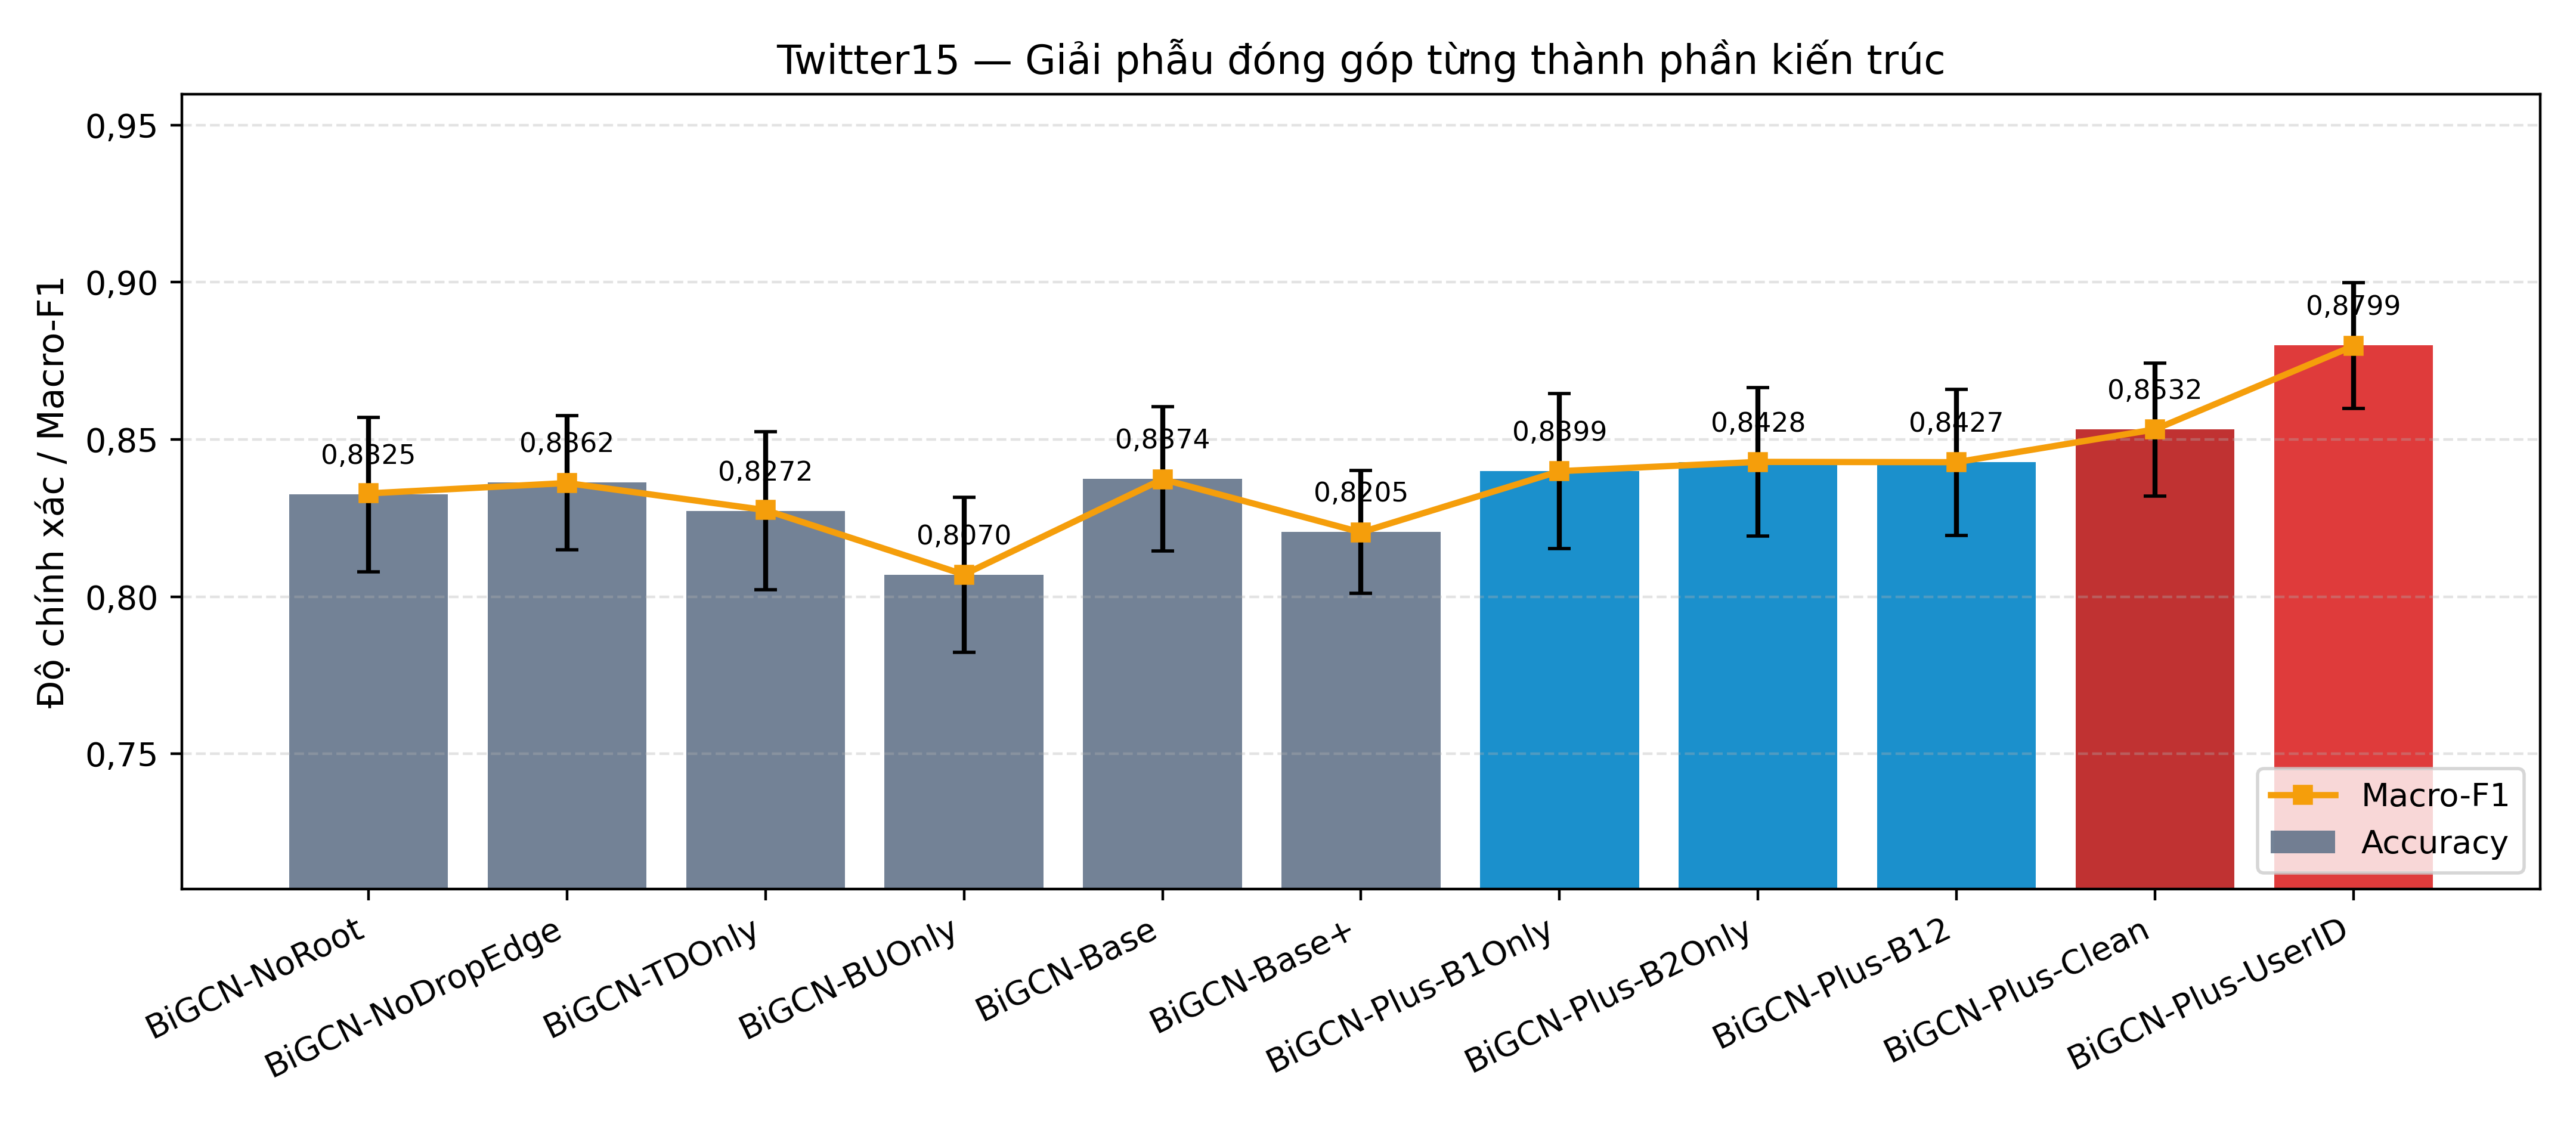 Twitter15 — Giải phẫu đóng góp từng thành phần kiến trúc
Độ chính xác / Macro-F1
0,95
0,90
0,85
0,80
0,75
0,8325
0,8362
0,8272
0,8070
0,8374
0,8205
0,8399
0,8428
0,8427
0,8532
0,8799
Macro-F1
Accuracy
BiGCN-NoRoot
BiGCN-NoDropEdge
BiGCN-TDOnly
BiGCN-BUOnly
BiGCN-Base
BiGCN-Base+
BiGCN-Plus-B1Only
BiGCN-Plus-B2Only
BiGCN-Plus-B12
BiGCN-Plus-Clean
BiGCN-Plus-UserID